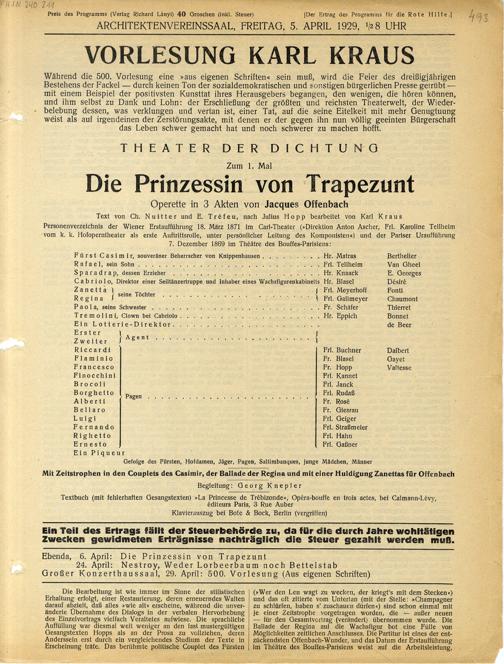 H.I.N 240 211
493
Preis des Programms (Verlag Richard Lányi) 40 Groschen (inkl. Steuer) [Der Ertrag des Programms für die Rote Hilfe.]
ARCHITEKTENVEREINSSAAL, FREITAG, 5. APRIL 1929, ½8 UHR
VORLESUNG KARL KRAUS
Während die 500. Vorlesung eine »aus eigenen Schriften« sein muß, wird die Feier des dreißigjährigen
Bestehens der Fackel — durch keinen Ton der sozialdemokratischen und sonstigen bürgerlichen Presse getrübt —
mit einem Beispiel der positivsten Kunsttat ihres Herausgebers begangen, den wenigen, die hören können,
und ihm selbst zu Dank und Lohn: der Erschließung der größten und reichsten Theaterwelt, der Wieder-
belebung dessen, was verklungen und vertan ist, einer Tat, auf die seine Eitelkeit mit mehr Genugtuung
weist als auf irgendeinen der Zerstörungsakte, mit denen er der gegen ihn nun völlig geeinten Bürgerschaft
das Leben schwer gemacht hat und noch schwerer zu machen hofft.
THEATER DER DICHTUNG
Zum 1. Mal
Die Prinzessin von Trapezunt
Operette in 3 Akten von Jacques Offenbach
Text von Ch. Nuitter und E. Tréfeu, nach Julius Hopp bearbeitet von Karl Kraus
Personenverzeichnis der Wiener Erstaufführung 18. März 1871 im Carl-Theater (»Direktion Anton Ascher, Frl. Karoline Tellheim
vom k. k. Hofoperntheater als erste Auftrittsrolle, unter persönlicher Leitung des Komponisten«) und der Pariser Uraufführung
7. Dezember 1869 im Théâtre des Bouffes-Parisiens:
Fürst Casimir, souveräner Beherrscher von Knippenhausen . . . Hr. Matras Berthelier
Rafael, sein Sohn . . . Frl. Tellheim Van Gheel
Sparadrap, dessen Erzieher . . . Hr. Knaack E. Georges
Cabriolo, Direktor einer Seiltänzertruppe und Inhaber eines Wachsfigurenkabinetts Hr. Blasel Désiré
Zanetta } seine Töchter . . . Frl. Meyerhoff Fonti
Regina } Frl. Gallmeyer Chaumont
Paola, seine Schwester . . . Fr. Schäfer Thierret
Tremolini, Clown bei Cabriolo . . . Hr. Eppich Bonnet
Ein Lotterie-Direktor . . . de Beer
Erster } Agent . . .
Zweiter
Riccardi Frl. Buchner Dalbert
Flaminio Fr. Blasel Gayet
Francesco Fr. Hopp Valtesse
Finocchini Frl. Kannet
Brocoli Frl. Janck
Borghetto } Pagen . . . Frl. Rudaß
Alberti Frl. Rosé
Bellaro Fr. Glesrau
Luigi Frl. Geiger
Fernando Frl. Straßmeier
Righetto Frl. Hahn
Ernesto Frl. Gaßner
Ein Piqueur
Gefolge des Fürsten, Hofdamen, Jäger, Pagen, Saltimbanques, junge Mädchen, Männer
Mit Zeitstrophen in den Couplets des Casimir, der Ballade der Regina und mit einer Huldigung Zanettas für Offenbach
Begleitung: Georg Knepler
Textbuch (mit fehlerhaften Gesangstexten) »La Princesse de Trébizonde«, Opéra-bouffe en trois actes, bei Calmann-Lévy,
éditeurs Paris, 3 Rue Auber
Klavierauszug bei Bote & Bock, Berlin (vergriffen)
Ein Teil des Ertrags fällt der Steuerbehörde zu, da für die durch Jahre wohltätigen
Zwecken gewidmeten Erträgnisse nachträglich die Steuer gezahlt werden muß.
Ebenda, 6. April: Die Prinzessin von Trapezunt
24. April: Nestroy, Weder Lorbeerbaum noch Bettelstab
Großer Konzerthaussaal, 29. April: 500. Vorlesung (Aus eigenen Schriften)
Die Bearbeitung ist wie immer im Sinne der stilistischen
Erhaltung erfolgt, einer Restaurierung, deren erneuerndes Walten
darauf abzielt, daß alles »wie alt« erscheine, während die unver-
änderte Übernahme des Dialogs in der verbalen Hervorhebung
des Einzelvortrags vielfach Veraltetes aufwiese. Die sprachliche
Auffüllung war diesmal weit weniger an den fast mustergültigen
Gesangstexten Hopps als an der Prosa zu vollziehen, deren
Anderssein erst durch ein vergleichendes Studium der Texte in
Erscheinung träte. Das berühmte politische Couplet des Fürsten
(»Wer den Leu wagt zu weckern, der kriegt's mit dem Stecken«)
und das oft zitierte vom Untertan (mit der Stelle: »Champagner
zu schlürfen, haben s' zuschaun dürfen«) sind schon einmal mit
je einer Zeitstrophe vorgetragen worden, die — außer neuen
— für den Gesamtvortrag (geändert) übernommen wurde. Die
Ballade der Regina auf die Wachsfigur bot eine Fülle von
Möglichkeiten zeitlichen Anschlusses. Die Partitur ist eines der ent-
zückendsten Offenbach-Wunder, und das Datum der Erstaufführung
im Théâtre des Bouffes-Parisiens weist auf die Arbeitsleistung.